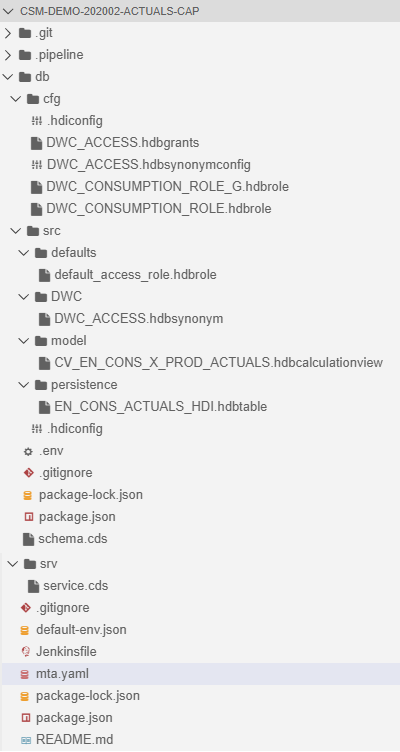 CSM-DEMO-202002-ACTUALS-CAP
.git
.pipeline
db
cfg
.hdiconfig
DWC_ACCESS.hdbgrants
DWC_ACCESS.hdbsynonymconfig
DWC_CONSUMPTION_ROLE_G.hdbrole
DWC_CONSUMPTION_ROLE.hdbrole
src
defaults
default_access_role.hdbrole
DWC
DWC_ACCESS.hdbsynonym
model
CV_EN_CONS_X_PROD_ACTUALS.hdbcalculationview
persistence
EN_CONS_ACTUALS_HDI.hdbtable
.hdiconfig
.env
.gitignore
package-lock.json
package.json
schema.cds
srv
service.cds
.gitignore
default-env.json
Jenkinsfile
mta.yaml
package-lock.json
package.json
README.md